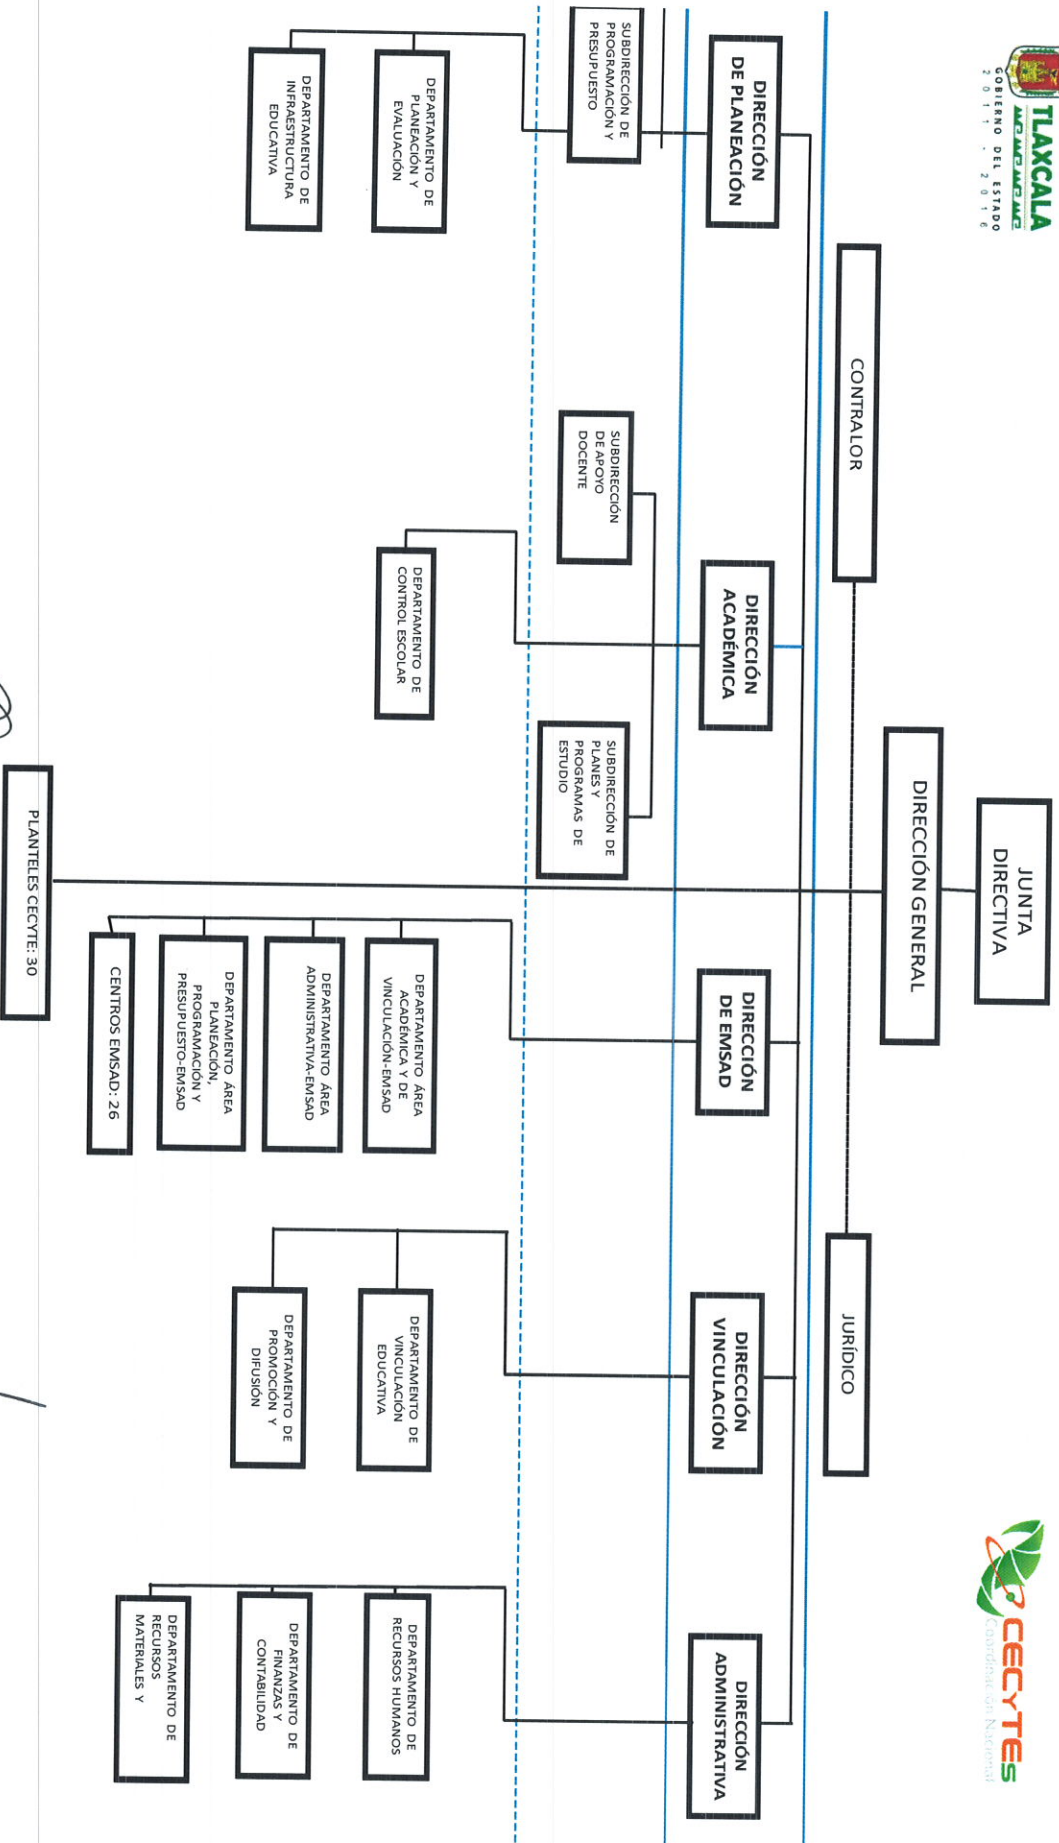 TLAXCALA
GOBIERNO DEL ESTADO
2011 - 2016
CECyTEs
Coordinación Nacional
JUNTA
DIRECTIVA
DIRECCIÓN GENERAL
CONTRALOR
JURÍDICO
DIRECCIÓN
DE PLANEACIÓN
DIRECCIÓN
ACADÉMICA
DIRECCIÓN
DE EMSAD
DIRECCIÓN
VINCULACIÓN
DIRECCIÓN
ADMINISTRATIVA
SUBDIRECCIÓN DE
PROGRAMACIÓN Y
PRESUPUESTO
SUBDIRECCIÓN
DE APOYO
DOCENTE
SUBDIRECCIÓN DE
PLANES Y
PROGRAMAS DE
ESTUDIO
DEPARTAMENTO DE
PLANEACIÓN Y
EVALUACIÓN
DEPARTAMENTO DE
INFRAESTRUCTURA
EDUCATIVA
DEPARTAMENTO DE
CONTROL ESCOLAR
DEPARTAMENTO ÁREA
ACADÉMICA Y DE
VINCULACIÓN-EMSAD
DEPARTAMENTO ÁREA
ADMINISTRATIVA-EMSAD
DEPARTAMENTO ÁREA
PLANEACIÓN,
PROGRAMACIÓN Y
PRESUPUESTO-EMSAD
CENTROS EMSAD: 26
DEPARTAMENTO DE
VINCULACIÓN
EDUCATIVA
DEPARTAMENTO DE
PROMOCIÓN Y
DIFUSIÓN
DEPARTAMENTO DE
RECURSOS HUMANOS
DEPARTAMENTO DE
FINANZAS Y
CONTABILIDAD
DEPARTAMENTO DE
RECURSOS
MATERIALES Y
PLANTELES CECYTE: 30